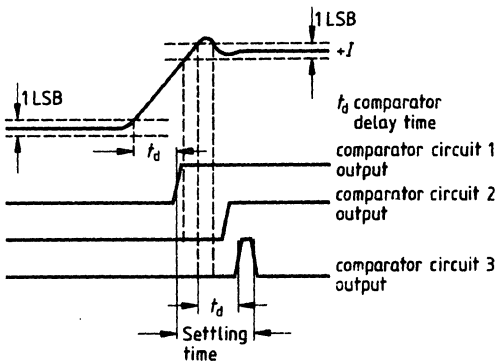 1 LSB
+I
1 LSB
t_d comparator
delay time
t_d
comparator circuit 1
output
comparator circuit 2
output
comparator circuit 3
output
t_d
Settling
time